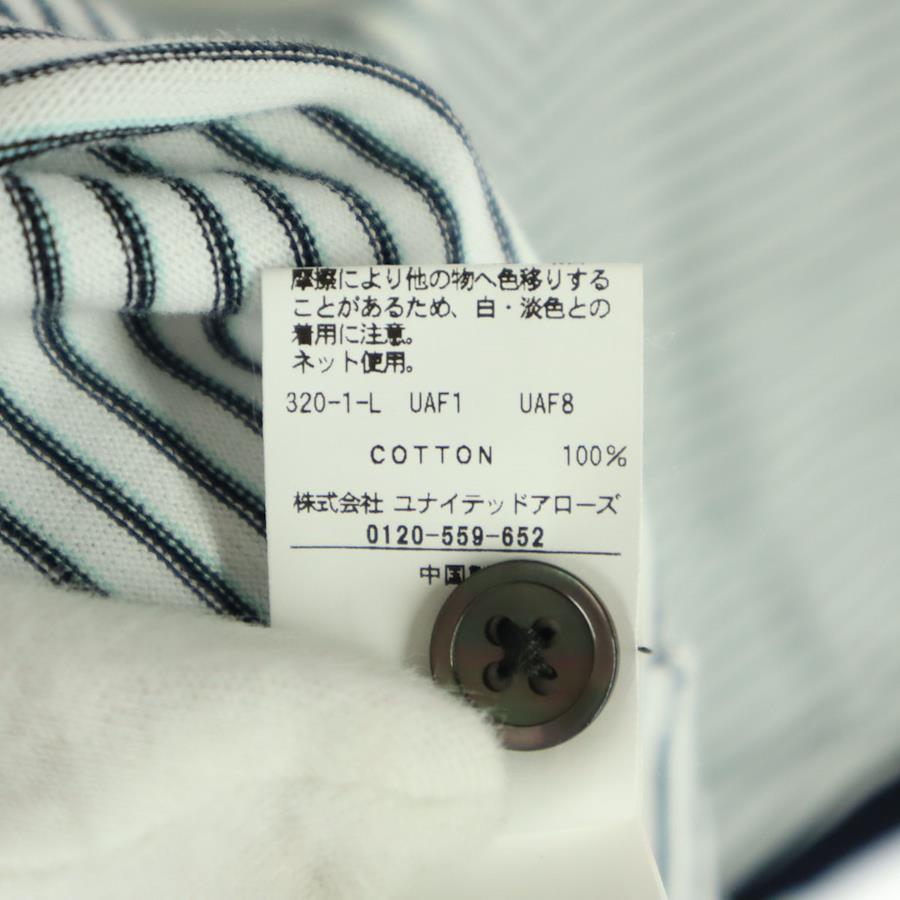 摩擦により他の物へ色移りする
ことがあるため、白・淡色との
着用に注意。
ネット使用。
320-1-L UAF1 UAF8
COTTON 100%
株式会社 ユナイテッドアローズ
0120-559-652
中国